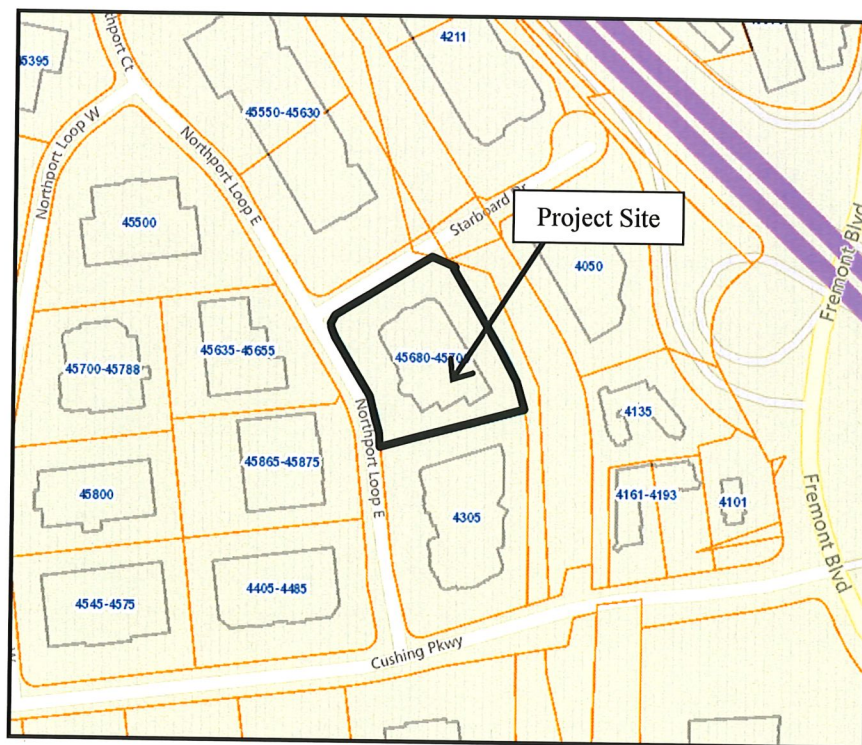 4211
5395
hport Ct
45550-45630
Northport Loop W
Northport Loop E
45500
Starboard Dr
Project Site
4050
Fremont Blvd
45635-45655
45700-45788
45680-4570
4135
Northport Loop E
45865-45875
45800
4161-4193
4101
4305
Fremont Blvd
4545-4575
4405-4485
Cushing Pkwy
W